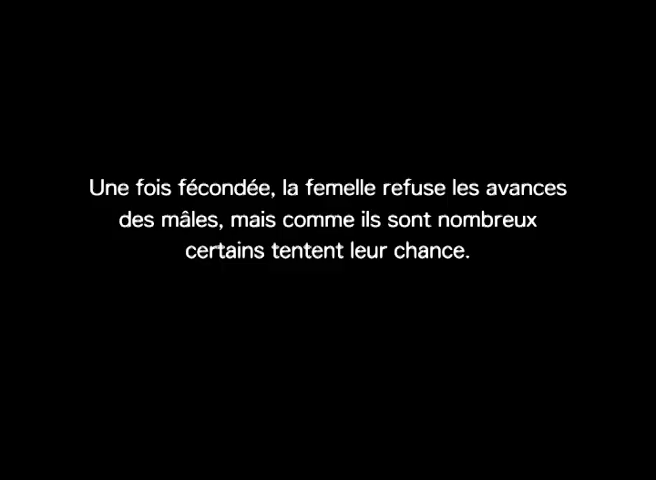 Une fois fécondée, la femelle refuse les avances
des mâles, mais comme ils sont nombreux
certains tentent leur chance.